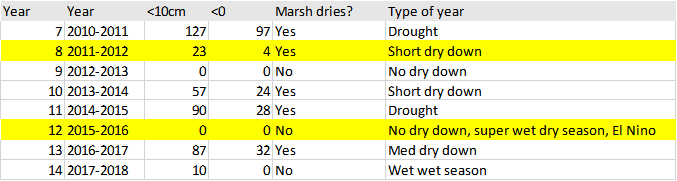 Year Year <10cm <0 Marsh dries? Type of year
7 2010-2011 127 97 Yes Drought
8 2011-2012 23 4 Yes Short dry down
9 2012-2013 0 0 No No dry down
10 2013-2014 57 24 Yes Short dry down
11 2014-2015 90 28 Yes Drought
12 2015-2016 0 0 No No dry down, super wet dry season, El Nino
13 2016-2017 87 32 Yes Med dry down
14 2017-2018 10 0 No Wet wet season